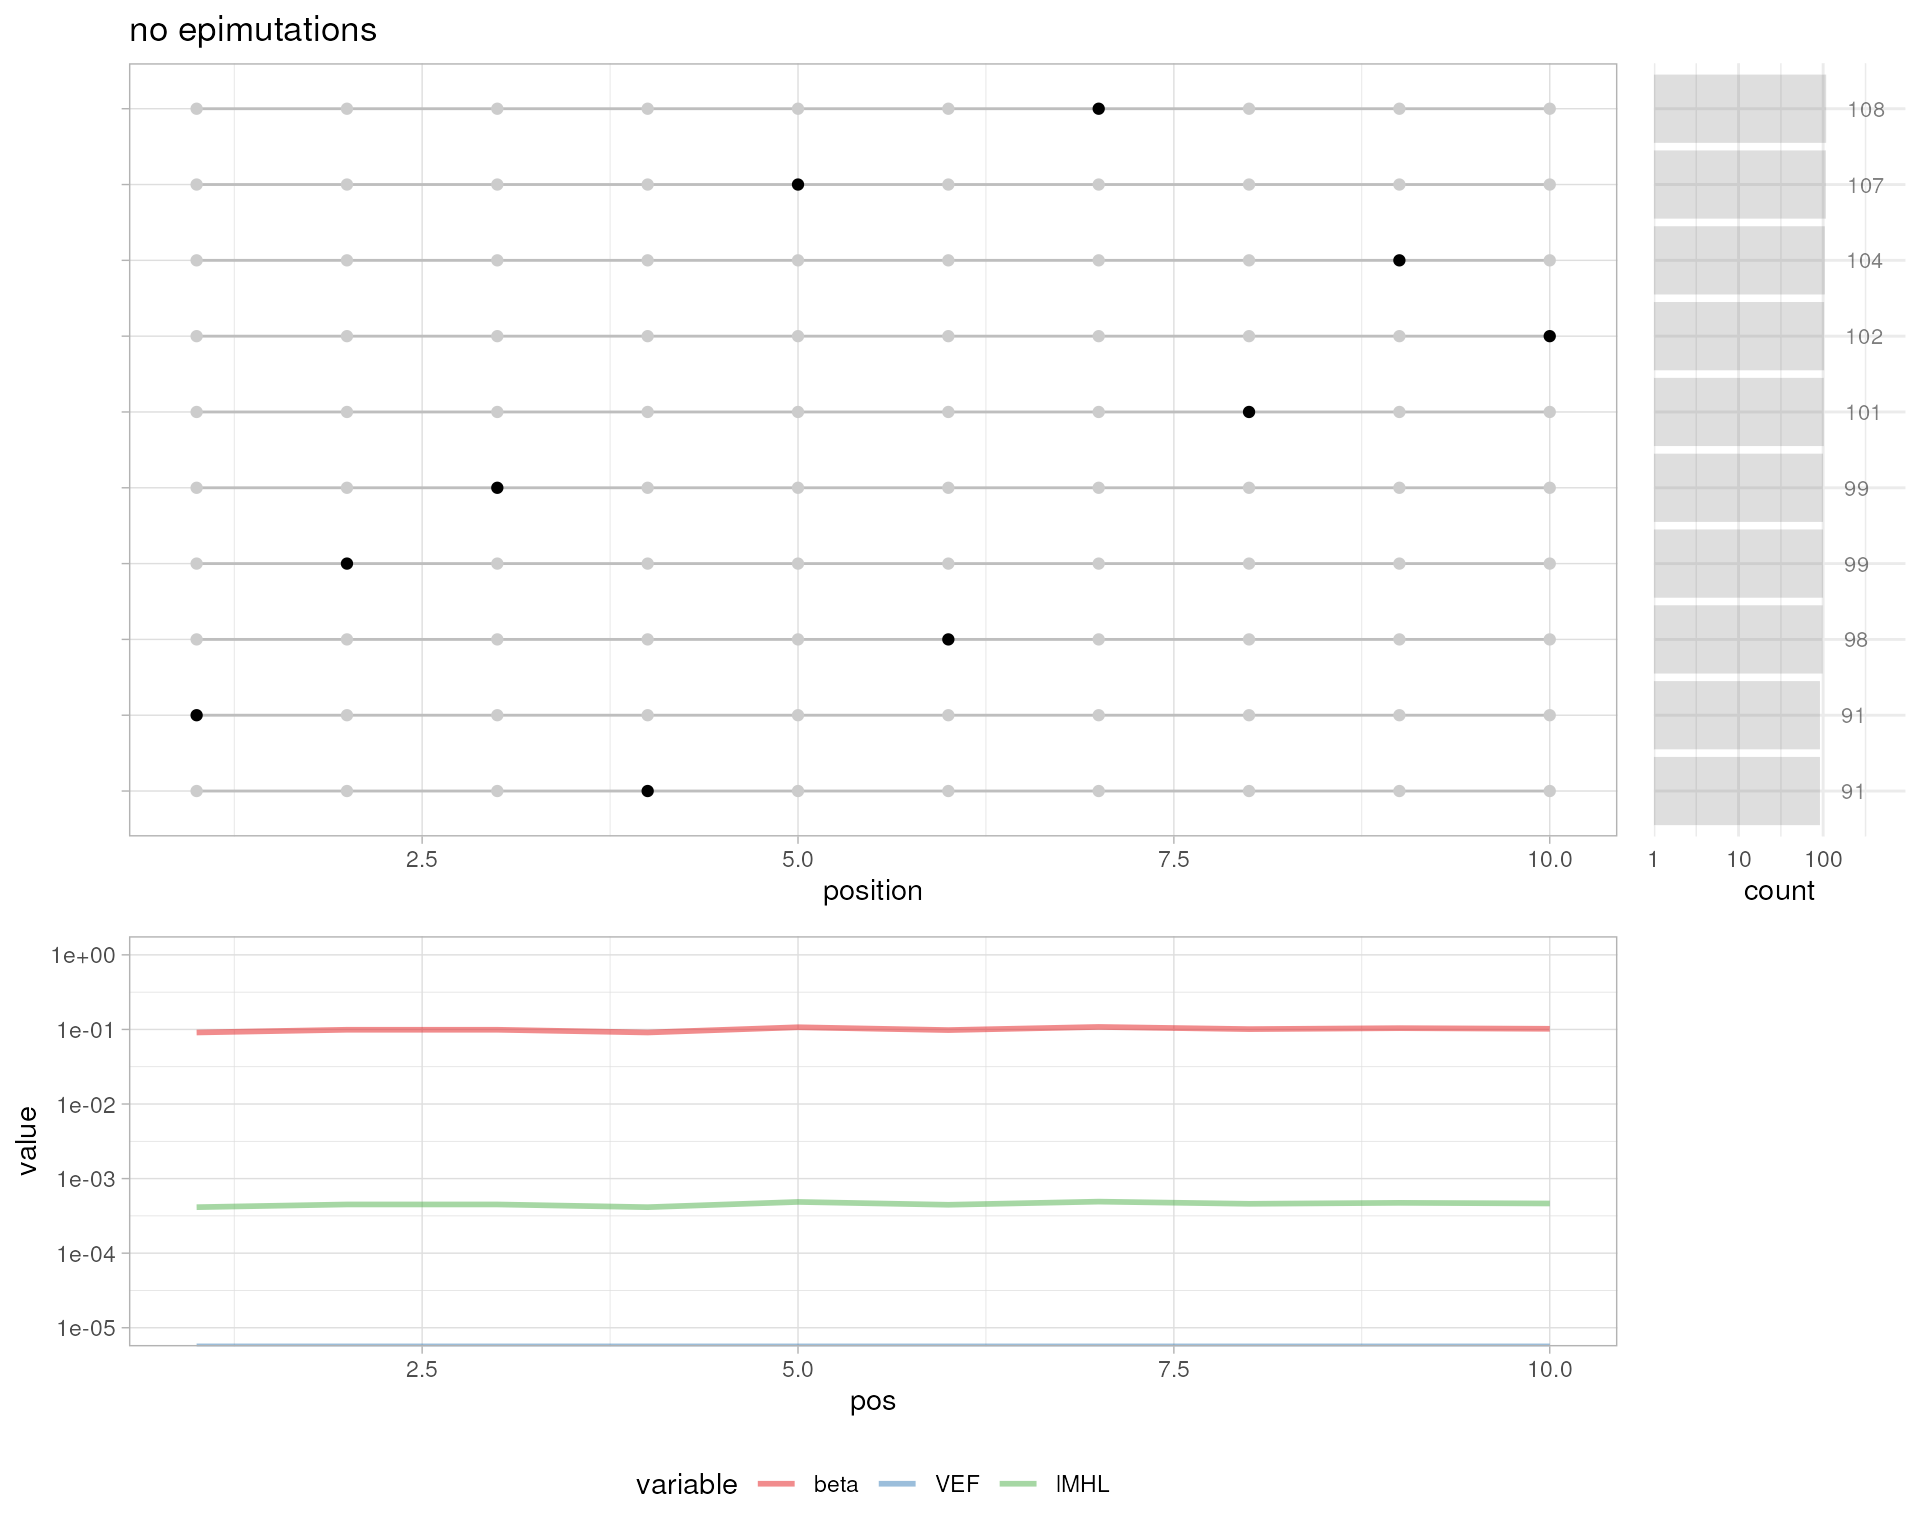 no epimutations
108
107
104
102
101
99
99
98
91
91
2.5 5.0 7.5 10.0
1 10 100
position
count
1e+00
1e-01
1e-02
1e-03
1e-04
1e-05
value
2.5 5.0 7.5 10.0
pos
variable beta VEF lMHL